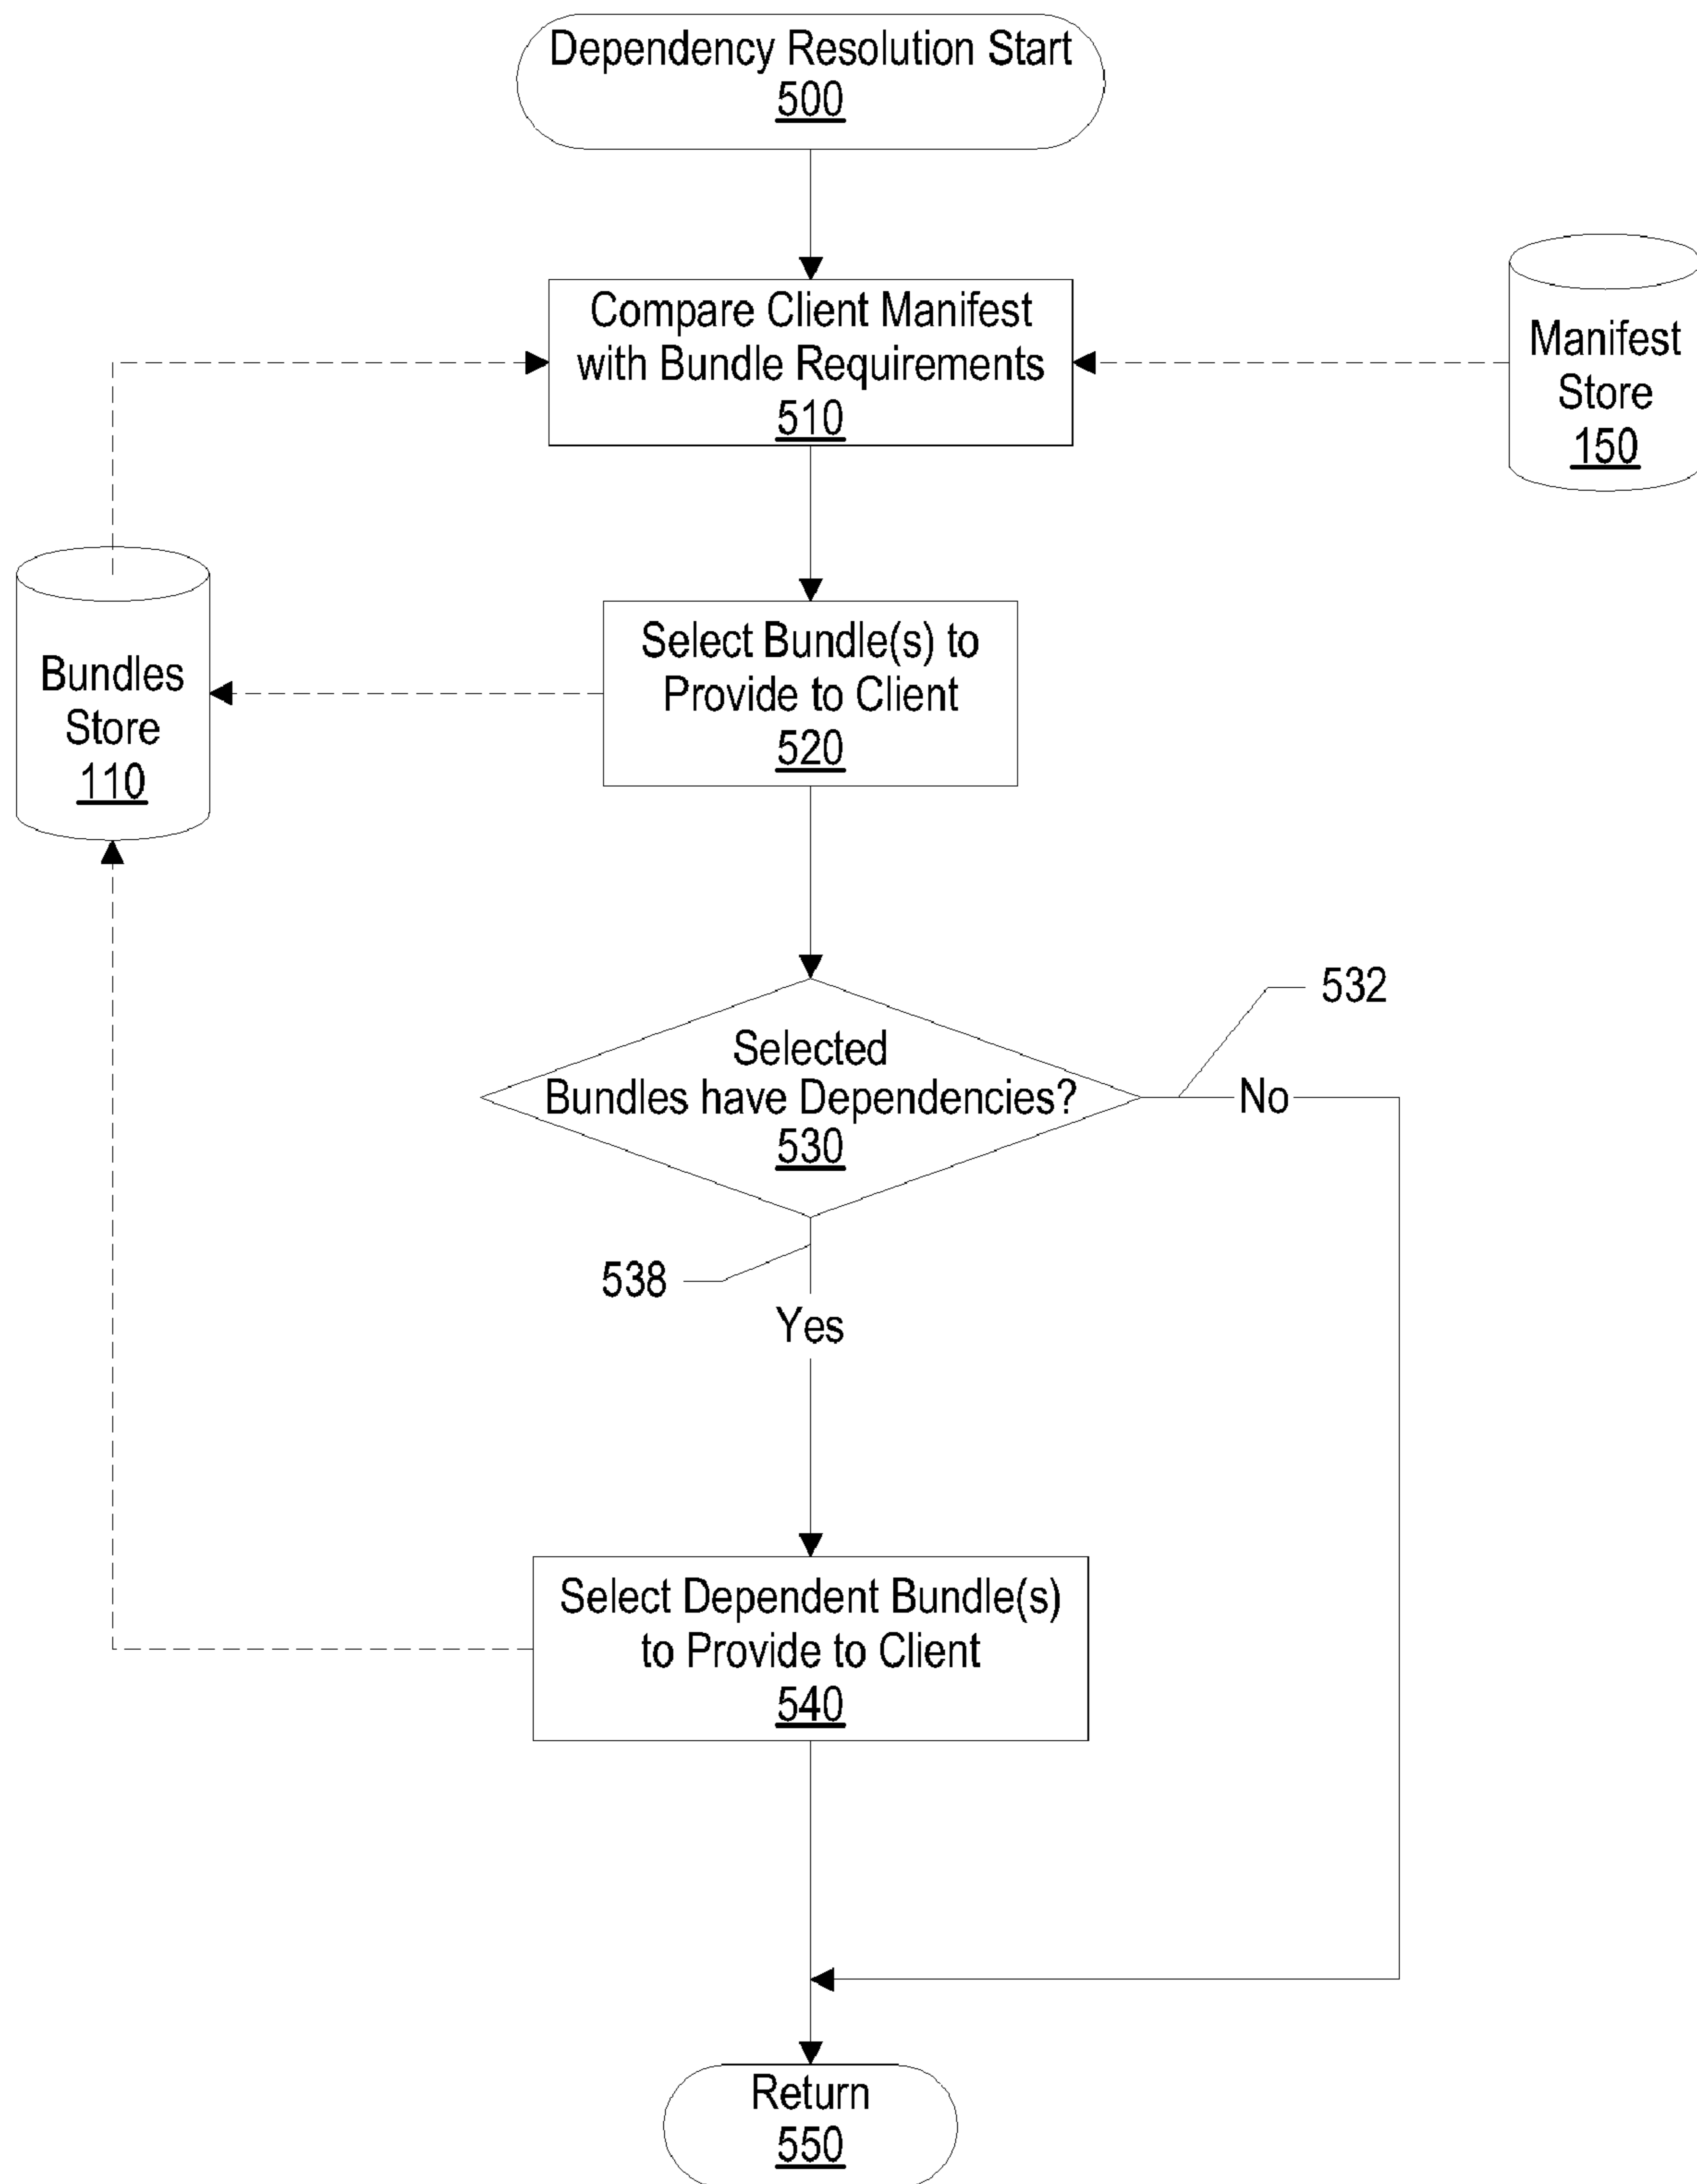 Dependency Resolution Start
500
Compare Client Manifest
with Bundle Requirements
510
Manifest
Store
150
Bundles
Store
110
Select Bundle(s) to
Provide to Client
520
532
Selected
Bundles have Dependencies?
530
No
538
Yes
Select Dependent Bundle(s)
to Provide to Client
540
Return
550